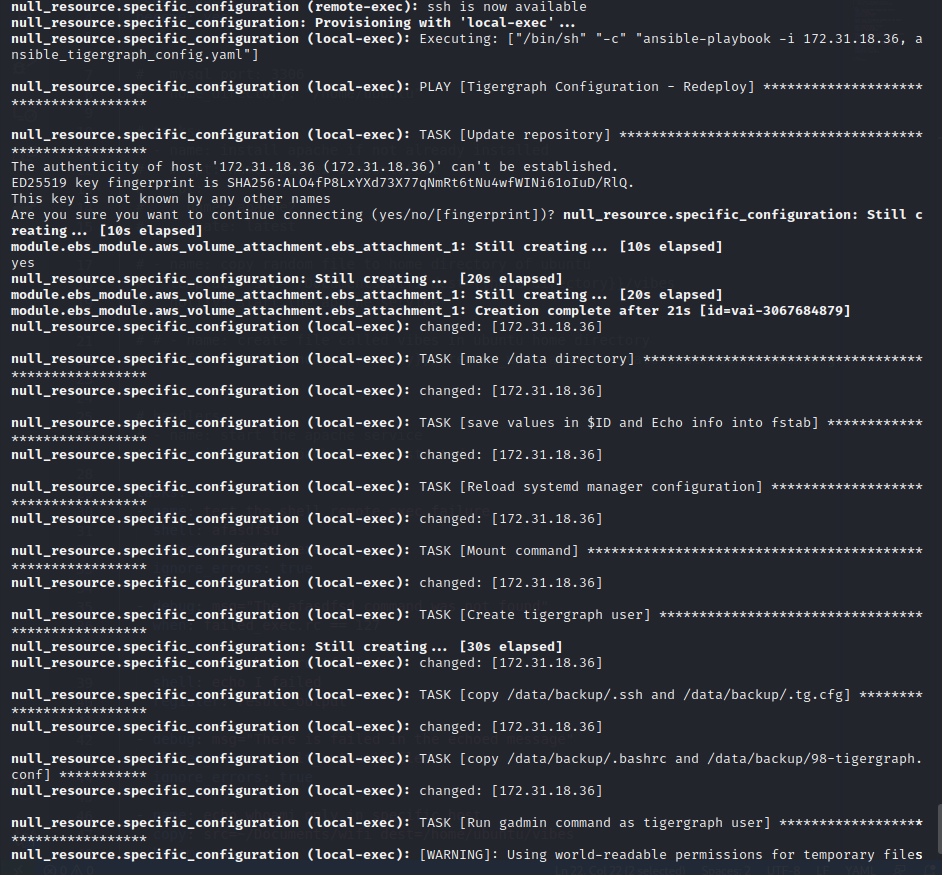 null_resource.specific_configuration (remote-exec): ssh is now available
null_resource.specific_configuration: Provisioning with 'local-exec'...
null_resource.specific_configuration (local-exec): Executing: ["/bin/sh" "-c" "ansible-playbook -i 172.31.18.36, a
nsible_tigergraph_config.yaml"]
null_resource.specific_configuration (local-exec): PLAY [Tigergraph Configuration - Redeploy] ********************
*****************
null_resource.specific_configuration (local-exec): TASK [Update repository] **************************************
*****************
The authenticity of host '172.31.18.36 (172.31.18.36)' can't be established.
ED25519 key fingerprint is SHA256:ALO4fP8LxYXd73X77qNmRt6tNu4wfWINi61oIuD/RlQ.
This key is not known by any other names
Are you sure you want to continue connecting (yes/no/[fingerprint])? null_resource.specific_configuration: Still c
reating... [10s elapsed]
module.ebs_module.aws_volume_attachment.ebs_attachment_1: Still creating... [10s elapsed]
yes
null_resource.specific_configuration: Still creating... [20s elapsed]
module.ebs_module.aws_volume_attachment.ebs_attachment_1: Still creating... [20s elapsed]
module.ebs_module.aws_volume_attachment.ebs_attachment_1: Creation complete after 21s [id=vai-3067684879]
null_resource.specific_configuration (local-exec): changed: [172.31.18.36]
null_resource.specific_configuration (local-exec): TASK [make /data directory] ***********************************
*****************
null_resource.specific_configuration (local-exec): changed: [172.31.18.36]
null_resource.specific_configuration (local-exec): TASK [save values in $ID and Echo info into fstab] ************
*****************
null_resource.specific_configuration (local-exec): changed: [172.31.18.36]
null_resource.specific_configuration (local-exec): TASK [Reload systemd manager configuration] *******************
*****************
null_resource.specific_configuration (local-exec): changed: [172.31.18.36]
null_resource.specific_configuration (local-exec): TASK [Mount command] ******************************************
*****************
null_resource.specific_configuration (local-exec): changed: [172.31.18.36]
null_resource.specific_configuration (local-exec): TASK [Create tigergraph user] *********************************
*****************
null_resource.specific_configuration: Still creating... [30s elapsed]
null_resource.specific_configuration (local-exec): changed: [172.31.18.36]
null_resource.specific_configuration (local-exec): TASK [copy /data/backup/.ssh and /data/backup/.tg.cfg] ********
*****************
null_resource.specific_configuration (local-exec): changed: [172.31.18.36]
null_resource.specific_configuration (local-exec): TASK [copy /data/backup/.bashrc and /data/backup/98-tigergraph.
conf] ***********
null_resource.specific_configuration (local-exec): changed: [172.31.18.36]
null_resource.specific_configuration (local-exec): TASK [Run gadmin command as tigergraph user] ******************
*****************
null_resource.specific_configuration (local-exec): [WARNING]: Using world-readable permissions for temporary files